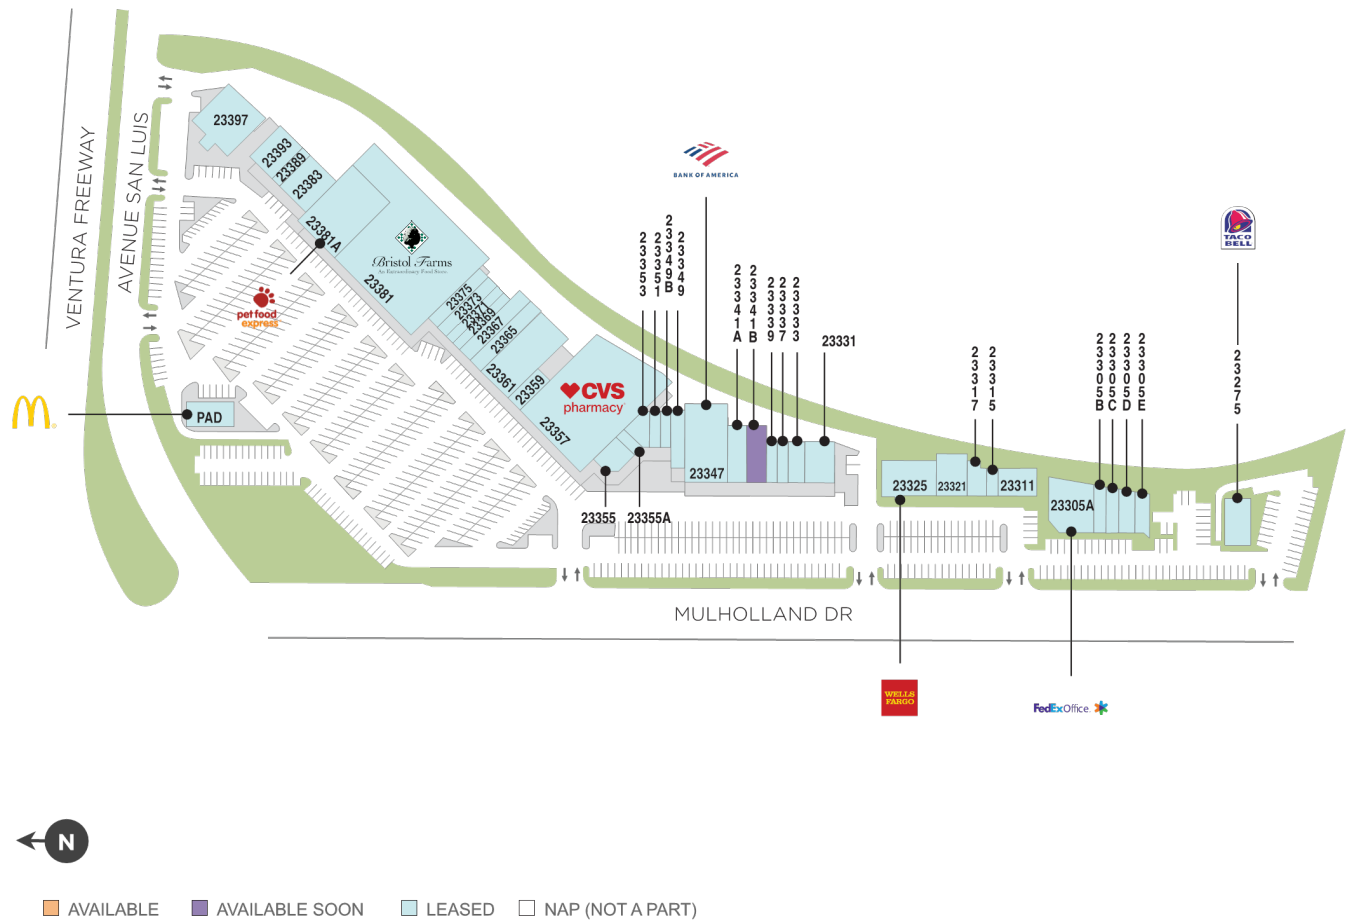 VENTURA FREEWAY
AVENUE SAN LUIS
23397
23393
23389
23383
23381A
23381
Bristol Farms
An Extraordinary Food Store.
pet food
express
23375
23373
23371
23369
23367
23365
23361
23359
23357
CVS
pharmacy
PAD
23355
23355A
23353
23351
23349B
23349
BANK OF AMERICA
23347
23341A
23341B
23339
23337
23333
23331
23325
23321
23317
23315
23311
23305A
23305B
23305C
23305D
23305E
TACO
BELL
23275
MULHOLLAND DR
WELLS
FARGO
FedEx Office.
N
AVAILABLE
AVAILABLE SOON
LEASED
NAP (NOT A PART)